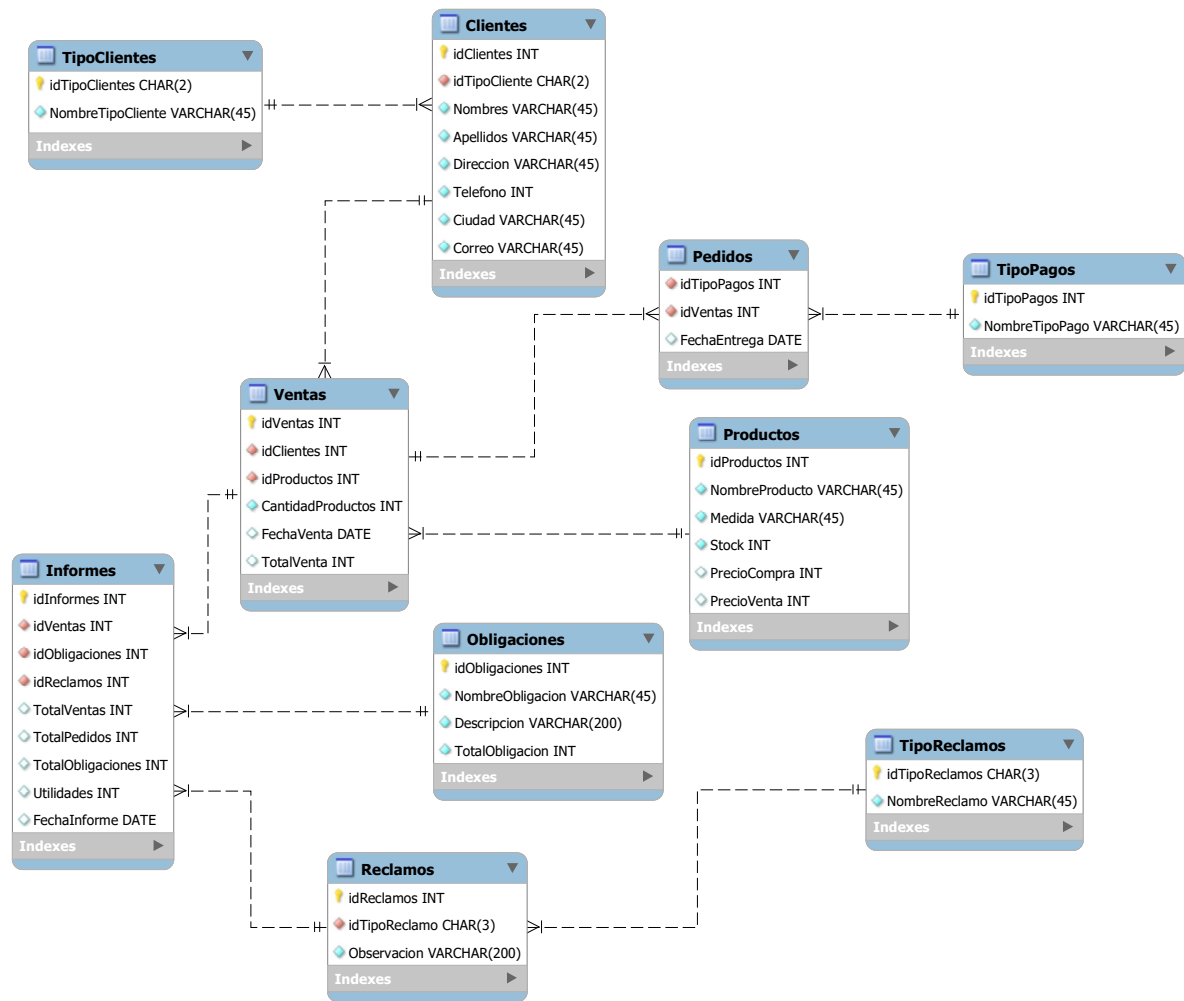 TipoClientes
idTipoClientes CHAR(2)
NombreTipoCliente VARCHAR(45)
Indexes
Clientes
idClientes INT
idTipoCliente CHAR(2)
Nombres VARCHAR(45)
Apellidos VARCHAR(45)
Direccion VARCHAR(45)
Telefono INT
Ciudad VARCHAR(45)
Correo VARCHAR(45)
Indexes
Pedidos
idTipoPagos INT
idVentas INT
FechaEntrega DATE
Indexes
TipoPagos
idTipoPagos INT
NombreTipoPago VARCHAR(45)
Indexes
Ventas
idVentas INT
idClientes INT
idProductos INT
CantidadProductos INT
FechaVenta DATE
TotalVenta INT
Indexes
Productos
idProductos INT
NombreProducto VARCHAR(45)
Medida VARCHAR(45)
Stock INT
PrecioCompra INT
PrecioVenta INT
Indexes
Informes
idInformes INT
idVentas INT
idObligaciones INT
idReclamos INT
TotalVentas INT
TotalPedidos INT
TotalObligaciones INT
Utilidades INT
FechaInforme DATE
Indexes
Obligaciones
idObligaciones INT
NombreObligacion VARCHAR(45)
Descripcion VARCHAR(200)
TotalObligacion INT
Indexes
TipoReclamos
idTipoReclamos CHAR(3)
NombreReclamo VARCHAR(45)
Indexes
Reclamos
idReclamos INT
idTipoReclamo CHAR(3)
Observacion VARCHAR(200)
Indexes